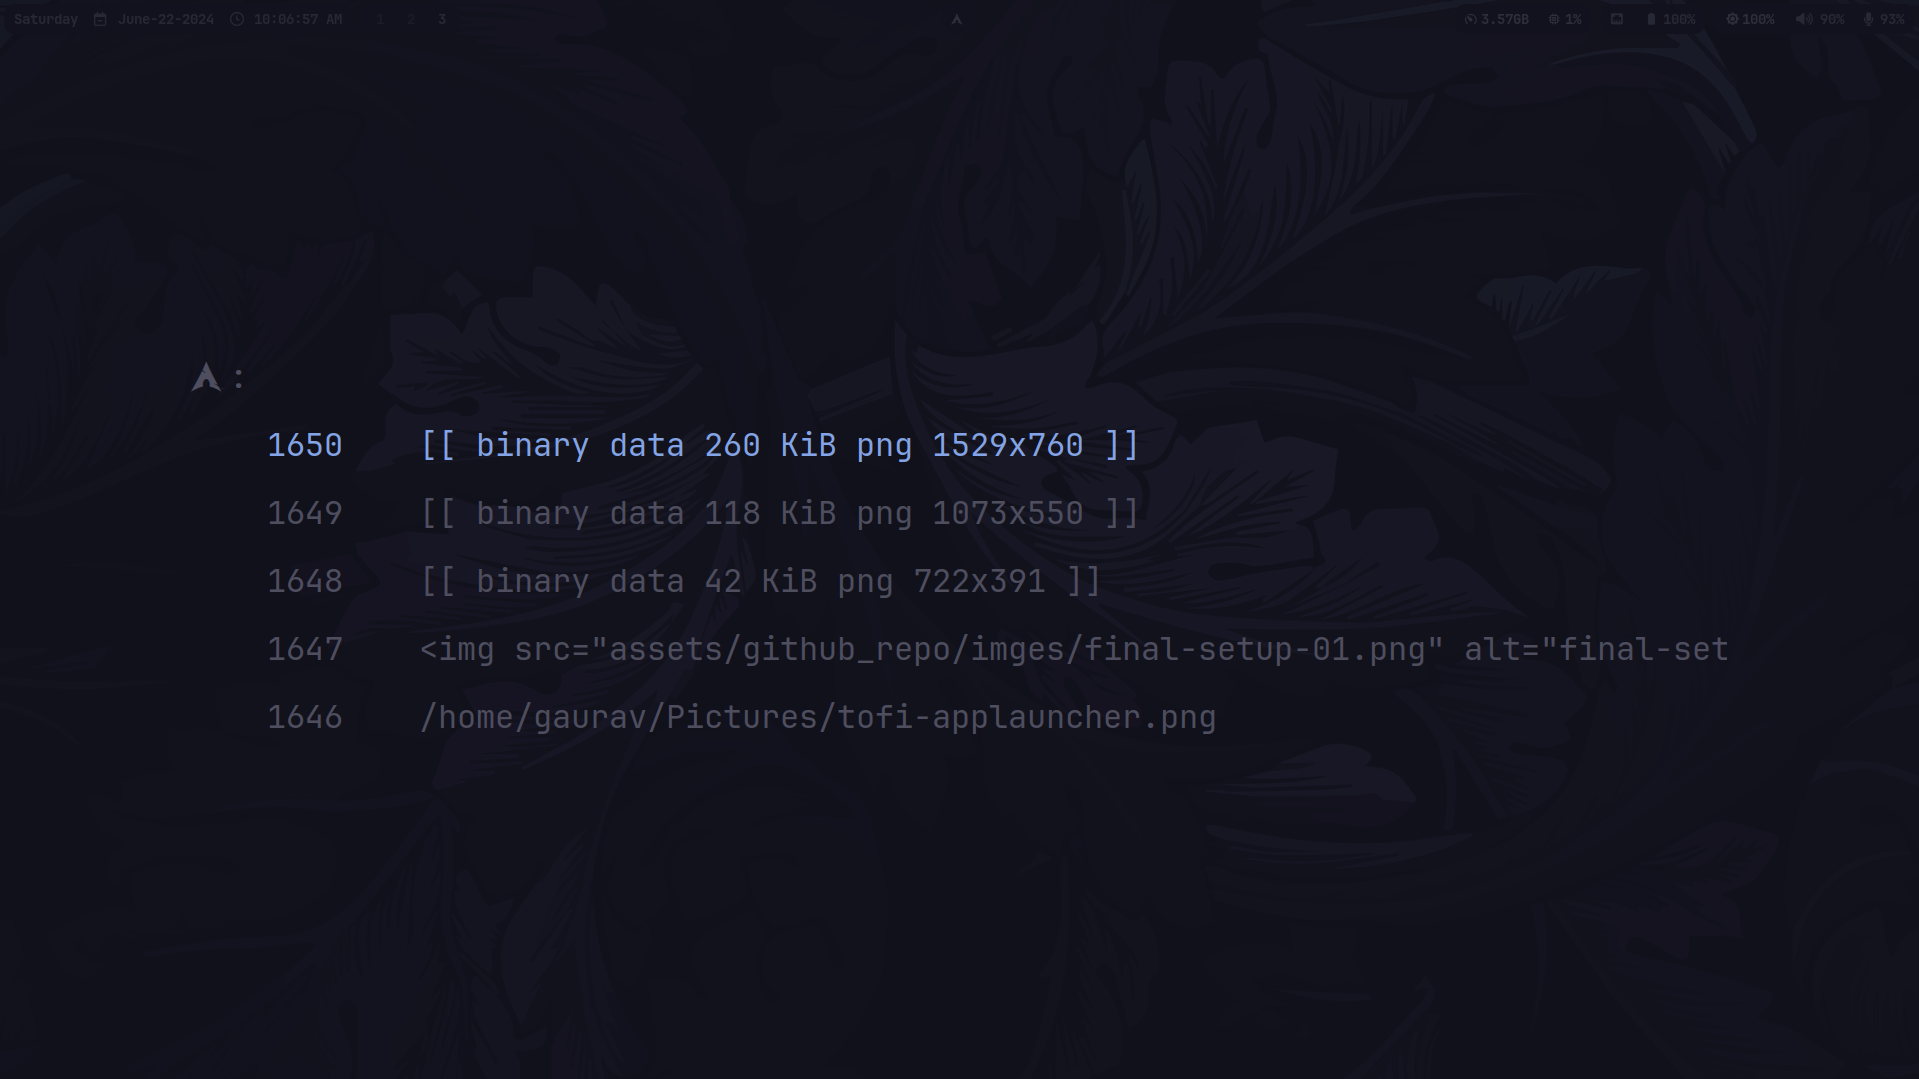 Saturday June-22-2024 10:06:57 AM 1 2 3 3.57GB 1% 100% 100% 90% 93%
:
1650 [[ binary data 260 KiB png 1529x760 ]]
1649 [[ binary data 118 KiB png 1073x550 ]]
1648 [[ binary data 42 KiB png 722x391 ]]
1647 <img src="assets/github_repo/imges/final-setup-01.png" alt="final-set
1646 /home/gaurav/Pictures/tofi-applauncher.png